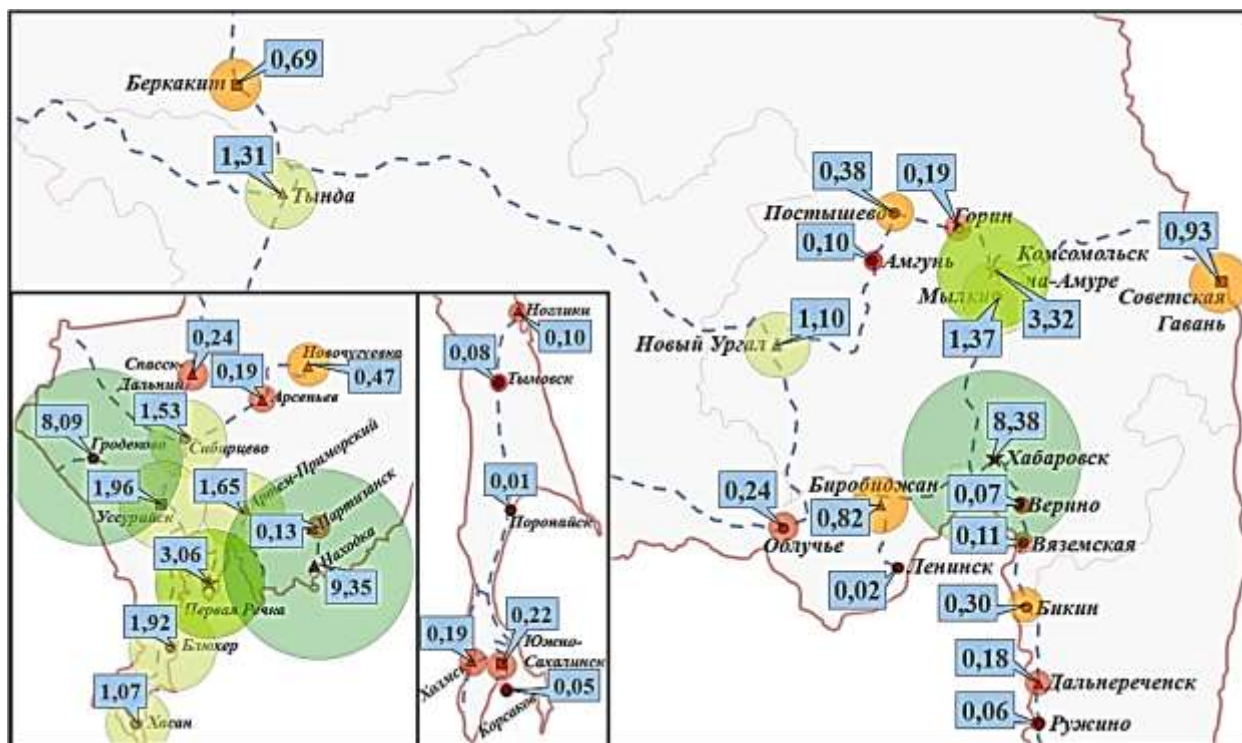 0,69
Беркакит
1,31
Тында
0,38
0,19
Постышево
Горин
0,93
0,10
Амгунь
Комсомольск
на-Амуре
Советская
Гавань
Мылки
Новый Ургал
1,10
1,37
3,32
8,38
Хабаровск
Биробиджан
0,24
0,82
0,07
Верино
Облучье
0,11
Вяземская
Ленинск
0,02
0,30
Бикин
0,18
Дальнереченск
0,06
Ружино
0,24
Новочугуевка
Спасск-
Дальний
0,19
0,47
Арсеньев
1,53
8,09
Гродеково
Сибирцево
Артем-Приморский
1,96
1,65
Уссурийск
Партизанск
0,13
Находка
3,06
9,35
Первая Речка
1,92
Блюхер
1,07
Хасан
Ноглики
0,10
0,08
Тымовск
0,01
Поронайск
0,22
0,19
Южно-
Сахалинск
Холмск
0,05
Корсаков